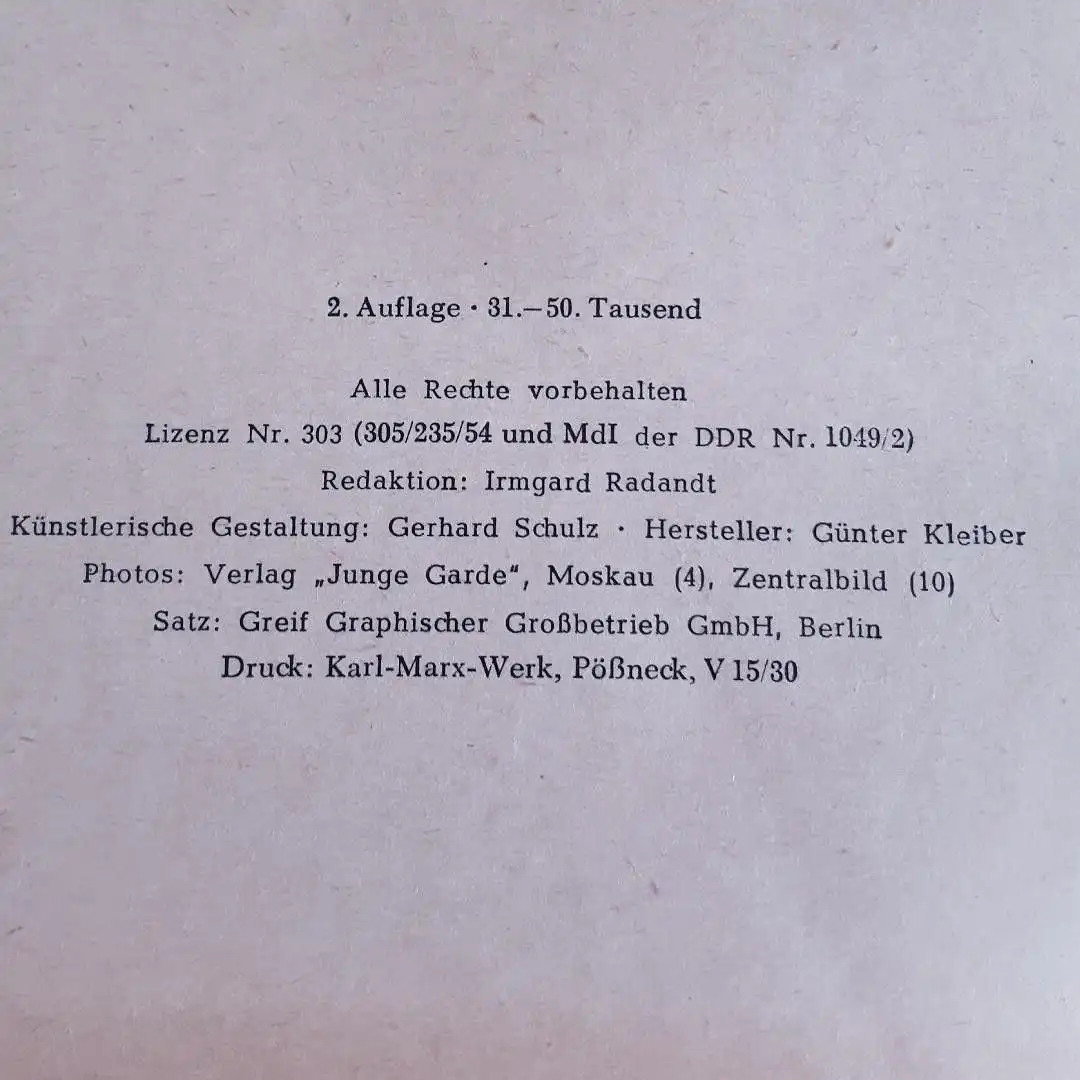 2. Auflage · 31.—50. Tausend
Alle Rechte vorbehalten
Lizenz Nr. 303 (305/235/54 und MdI der DDR Nr. 1049/2)
Redaktion: Irmgard Radandt
Künstlerische Gestaltung: Gerhard Schulz · Hersteller: Günter Kleiber
Photos: Verlag „Junge Garde“, Moskau (4), Zentralbild (10)
Satz: Greif Graphischer Großbetrieb GmbH, Berlin
Druck: Karl-Marx-Werk, Pößneck, V 15/30